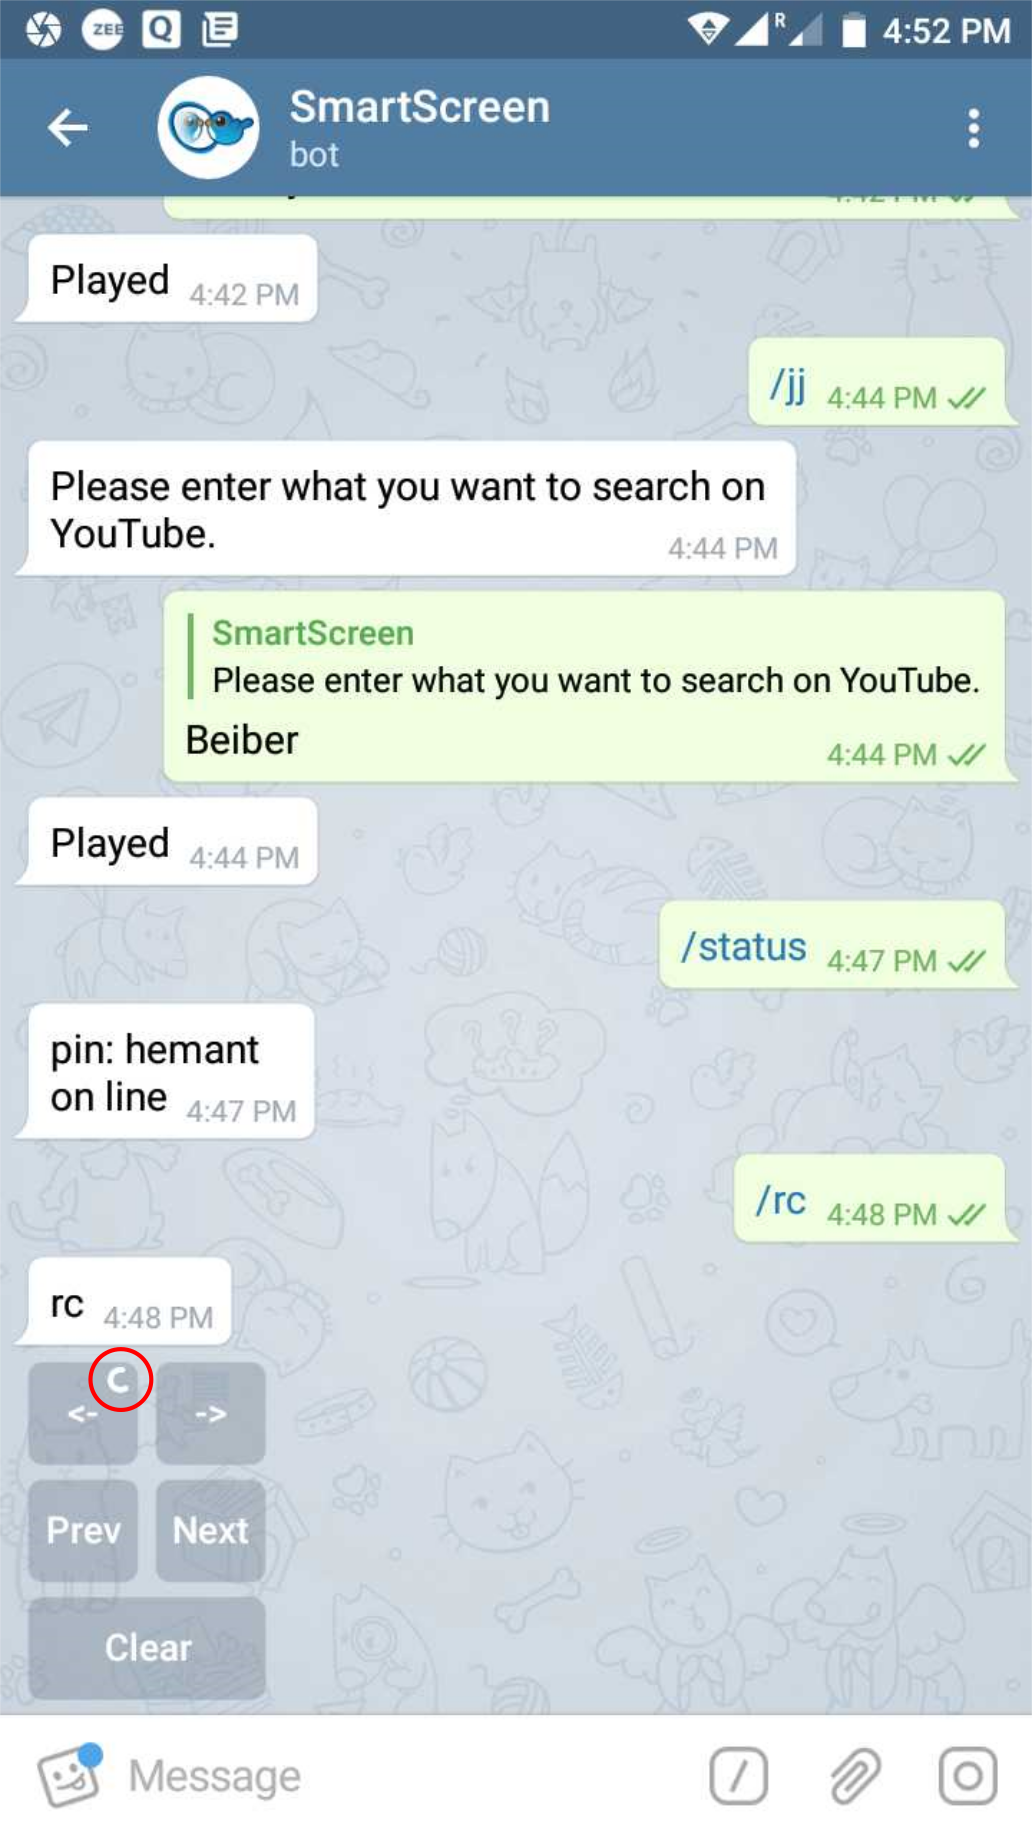 ZEE Q R 4:52 PM
SmartScreen
bot
Played 4:42 PM
/jj 4:44 PM
Please enter what you want to search on
YouTube.
4:44 PM
SmartScreen
Please enter what you want to search on YouTube.
Beiber
4:44 PM
Played 4:44 PM
/status 4:47 PM
pin: hemant
on line 4:47 PM
/rc 4:48 PM
rc 4:48 PM
<- ->
Prev Next
Clear
Message